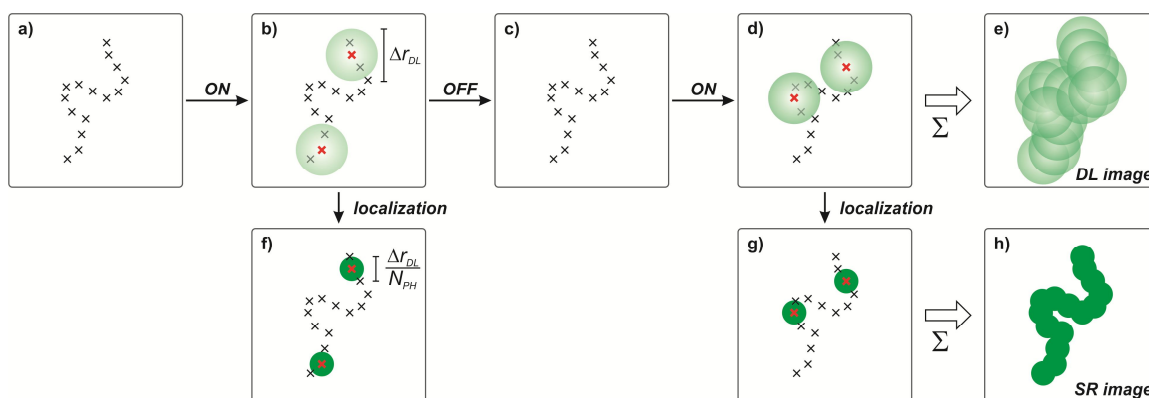 a)
b)
c)
d)
e)
Δr_DL
ON
OFF
ON
Σ
DL image
localization
localization
f)
g)
h)
Δr_DL
N_PH
Σ
SR image